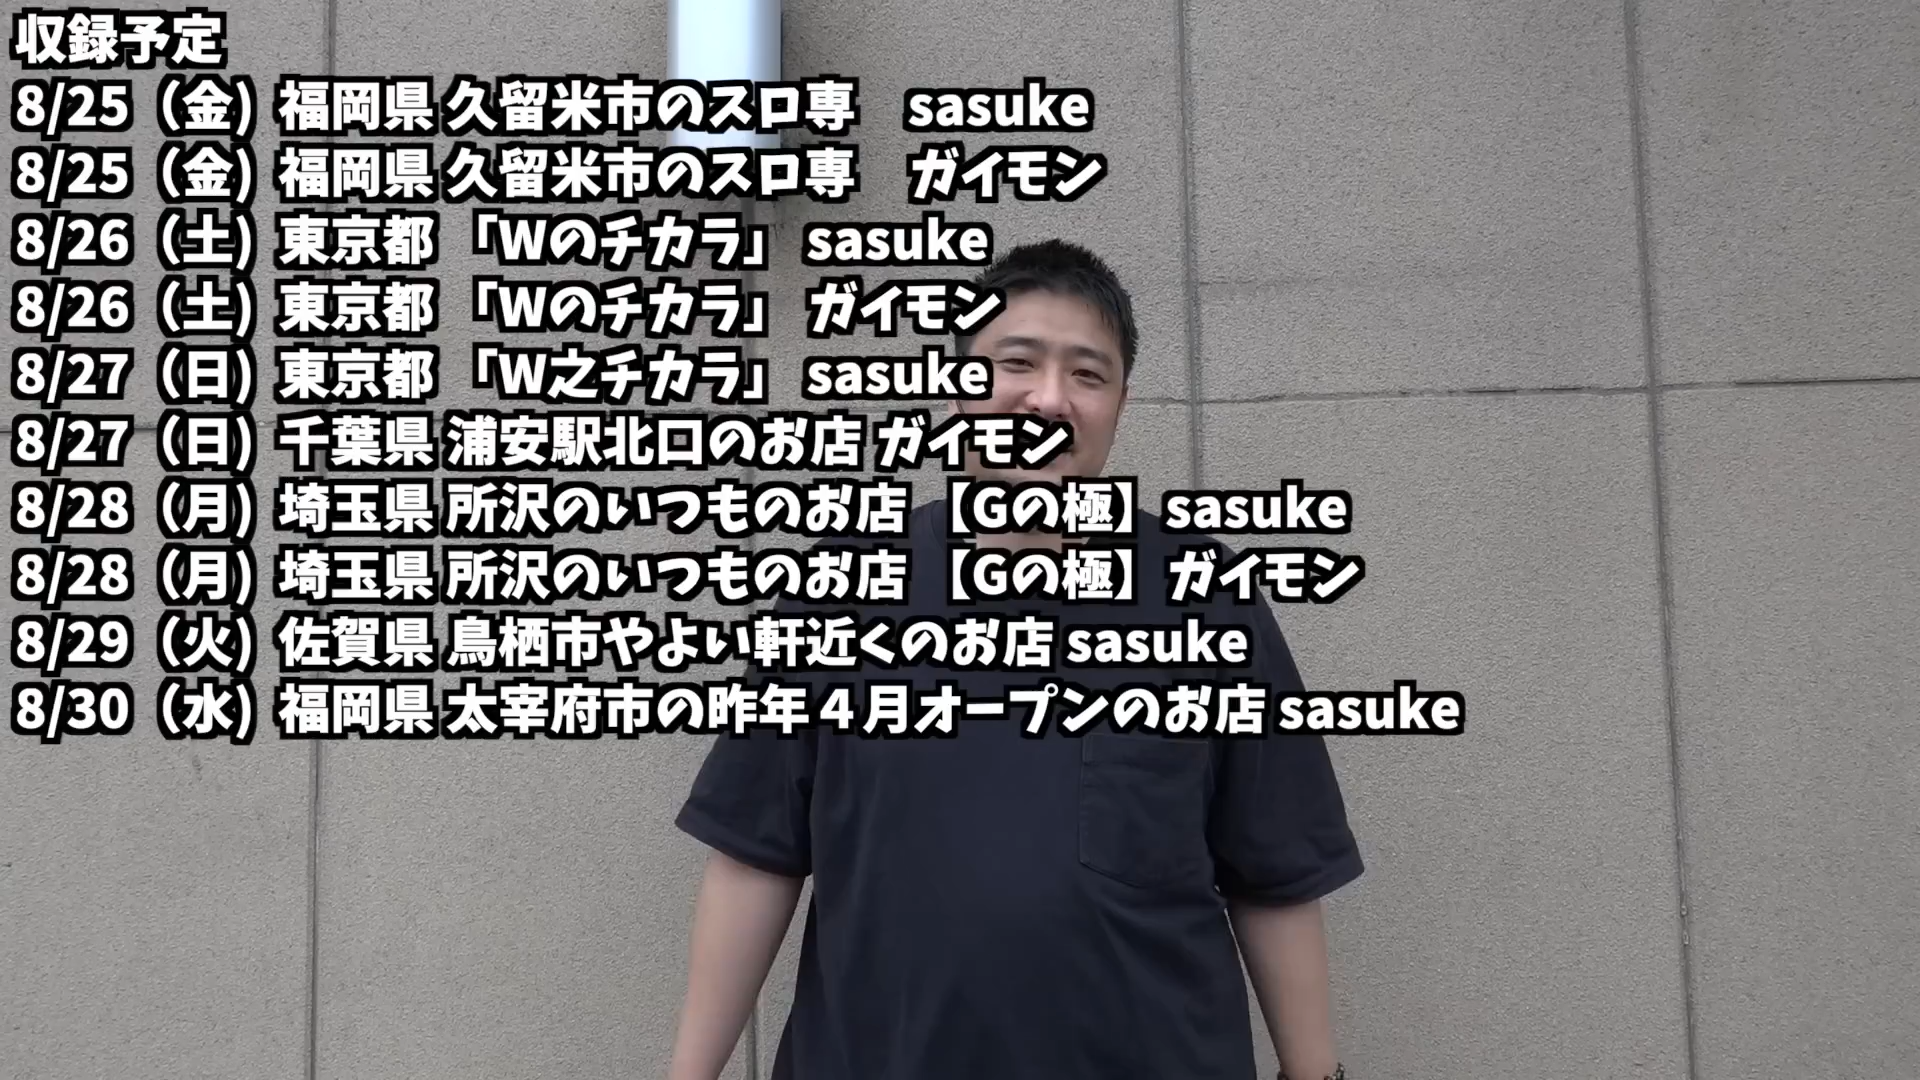 収録予定
8/25（金）福岡県 久留米市のスロ専　sasuke
8/25（金）福岡県 久留米市のスロ専　ガイモン
8/26（土）東京都 「Wのチカラ」 sasuke
8/26（土）東京都 「Wのチカラ」 ガイモン
8/27（日）東京都 「W之チカラ」 sasuke
8/27（日）千葉県 浦安駅北口のお店 ガイモン
8/28（月）埼玉県 所沢のいつものお店 【Gの極】 sasuke
8/28（月）埼玉県 所沢のいつものお店 【Gの極】 ガイモン
8/29（火）佐賀県 鳥栖市やよい軒近くのお店 sasuke
8/30（水）福岡県 太宰府市の昨年４月オープンのお店 sasuke